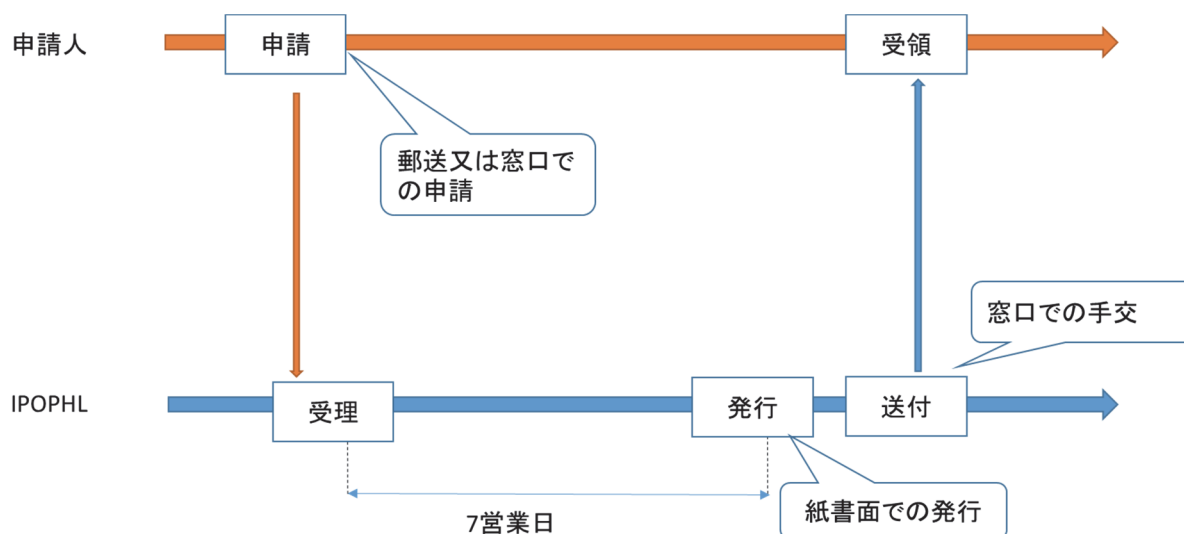 申請人
申請
受領
郵送又は窓口で
の申請
窓口での手交
IPOPHL
受理
発行
送付
7営業日
紙書面での発行